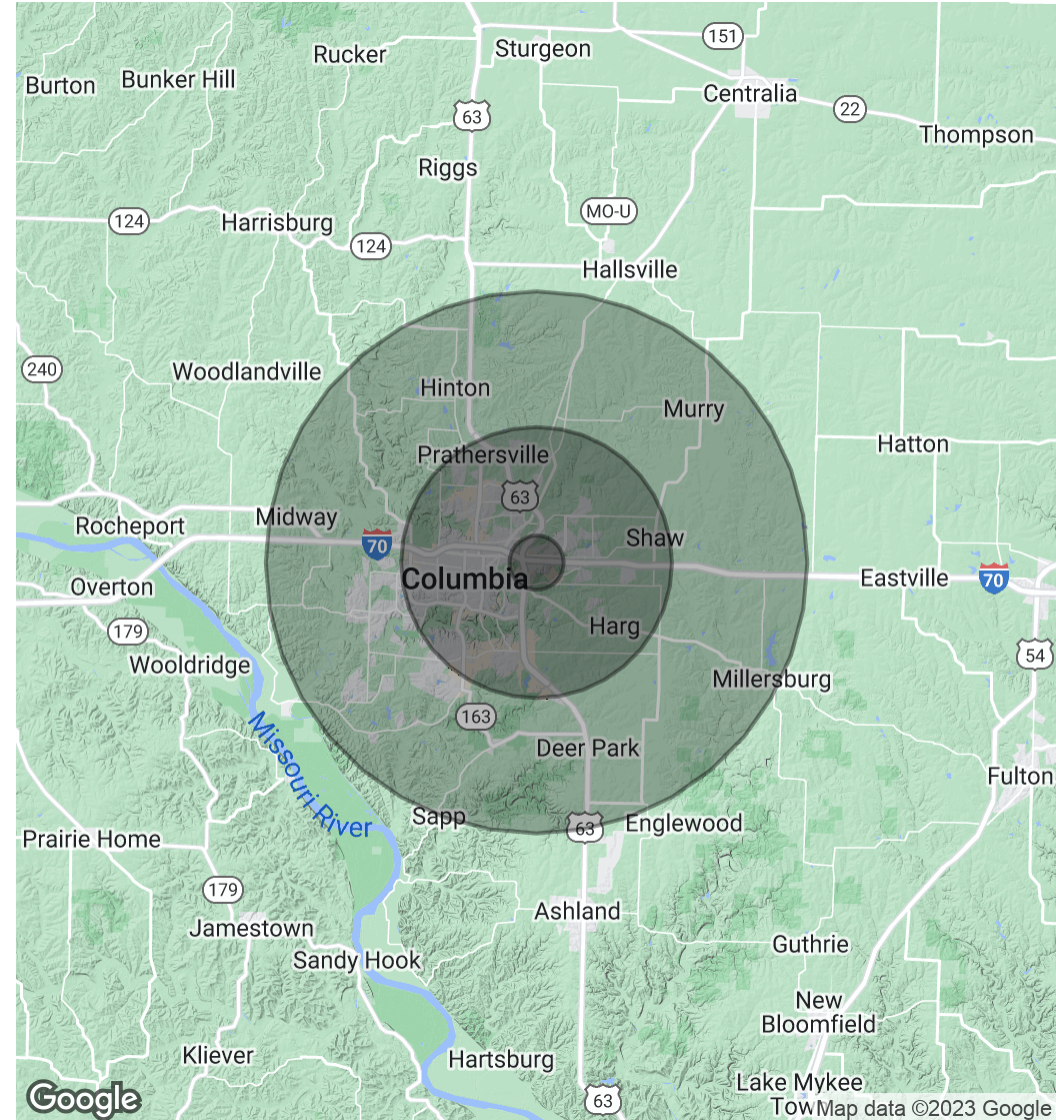 151
Rucker
Sturgeon
Burton
Bunker Hill
Centralia
22
63
Thompson
Riggs
MO-U
124
Harrisburg
124
Hallsville
240
Woodlandville
Hinton
Murry
Hatton
Prathersville
63
Rocheport
Midway
70
Shaw
Columbia
Eastville
70
Overton
179
Harg
Wooldridge
54
Millersburg
163
Missouri River
Deer Park
Fulton
Sapp
63
Englewood
Prairie Home
179
Jamestown
Ashland
Guthrie
Sandy Hook
New
Bloomfield
Kliever
Hartsburg
Lake Mykee
Tow
63
Google
Map data ©2023 Google